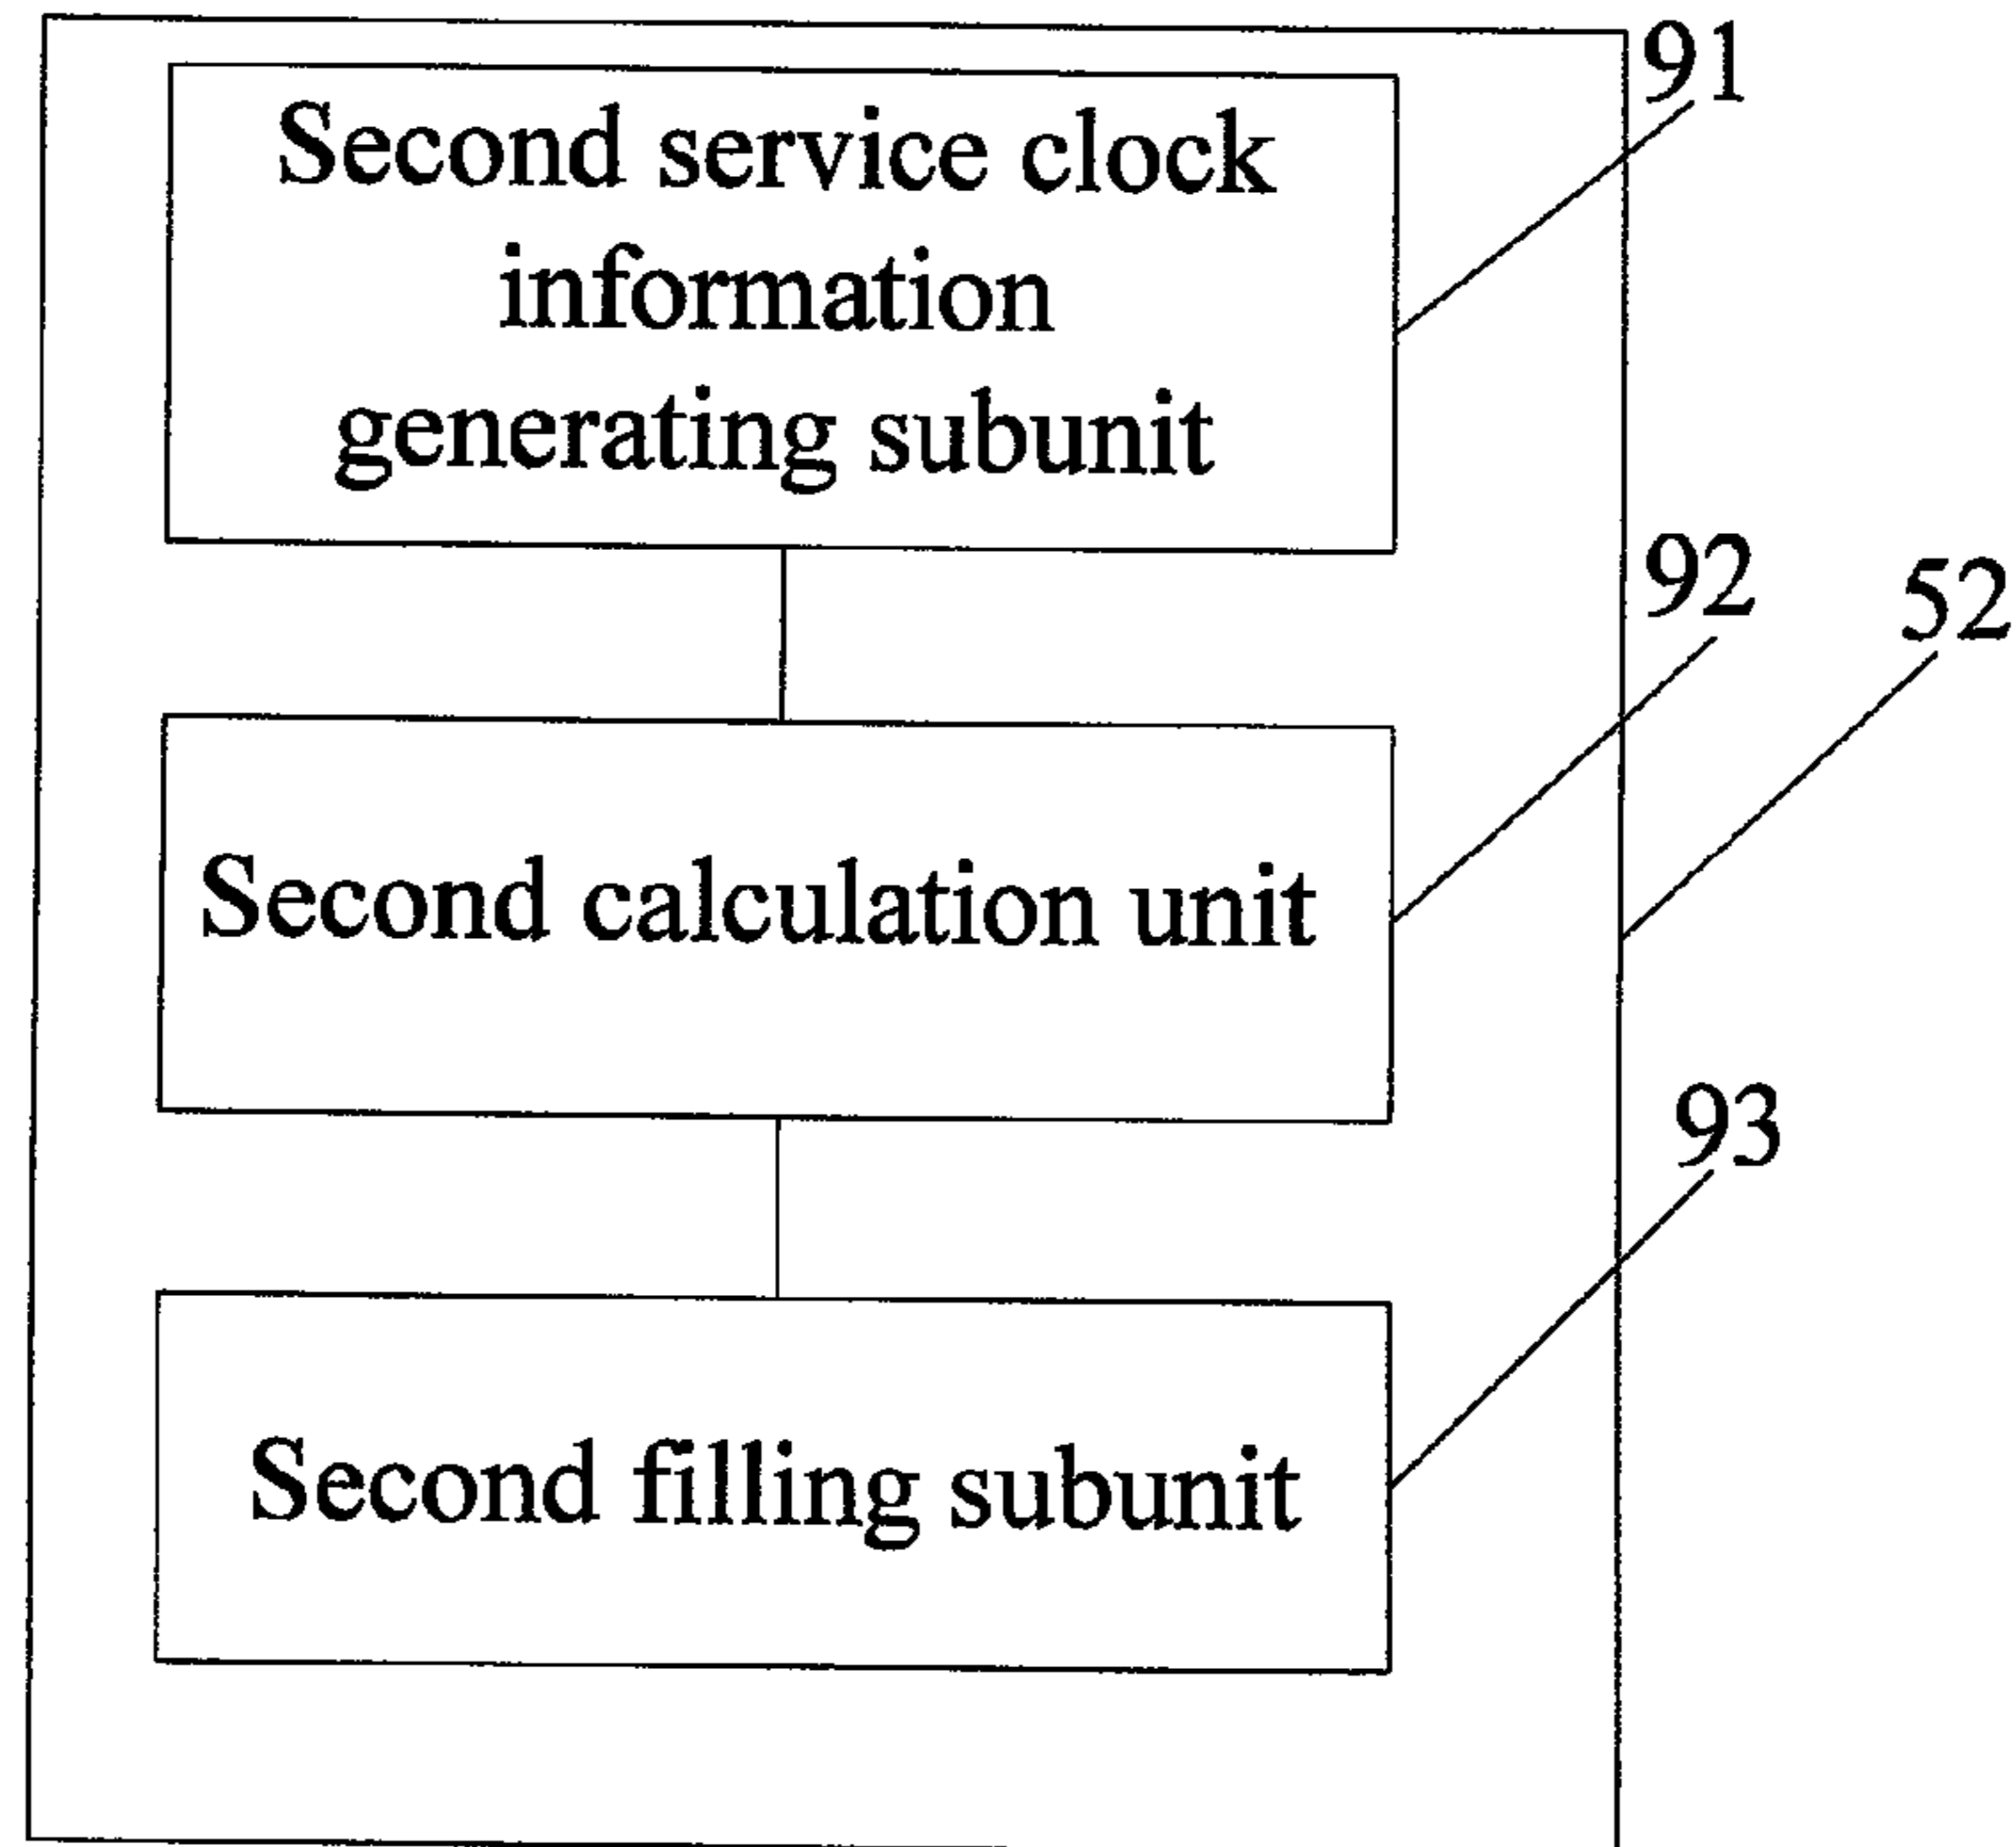 91
Second service clock
information
generating subunit
92
52
Second calculation unit
93
Second filling subunit